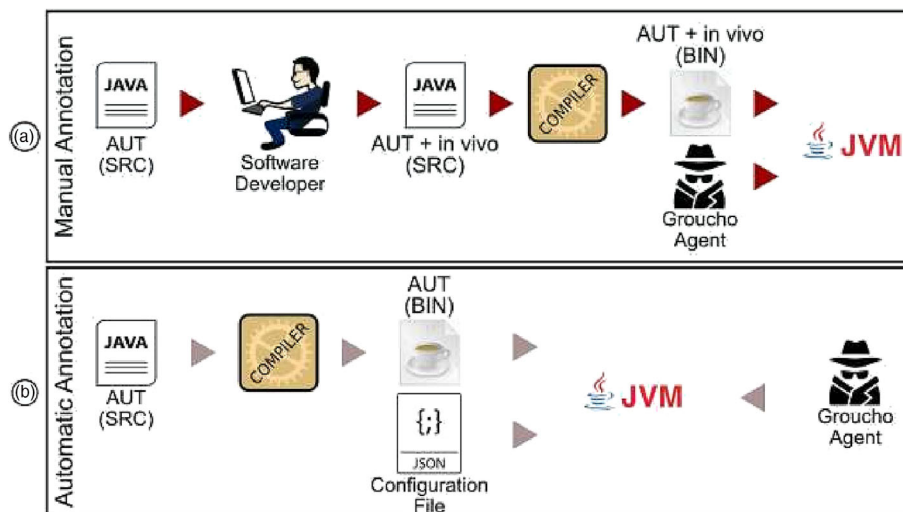 (a)
Manual Annotation
JAVA
AUT
(SRC)
Software
Developer
JAVA
AUT + in vivo
(SRC)
COMPILER
AUT + in vivo
(BIN)
Groucho
Agent
JVM
(b)
Automatic Annotation
JAVA
AUT
(SRC)
COMPILER
AUT
(BIN)
{;}
JSON
Configuration
File
JVM
Groucho
Agent